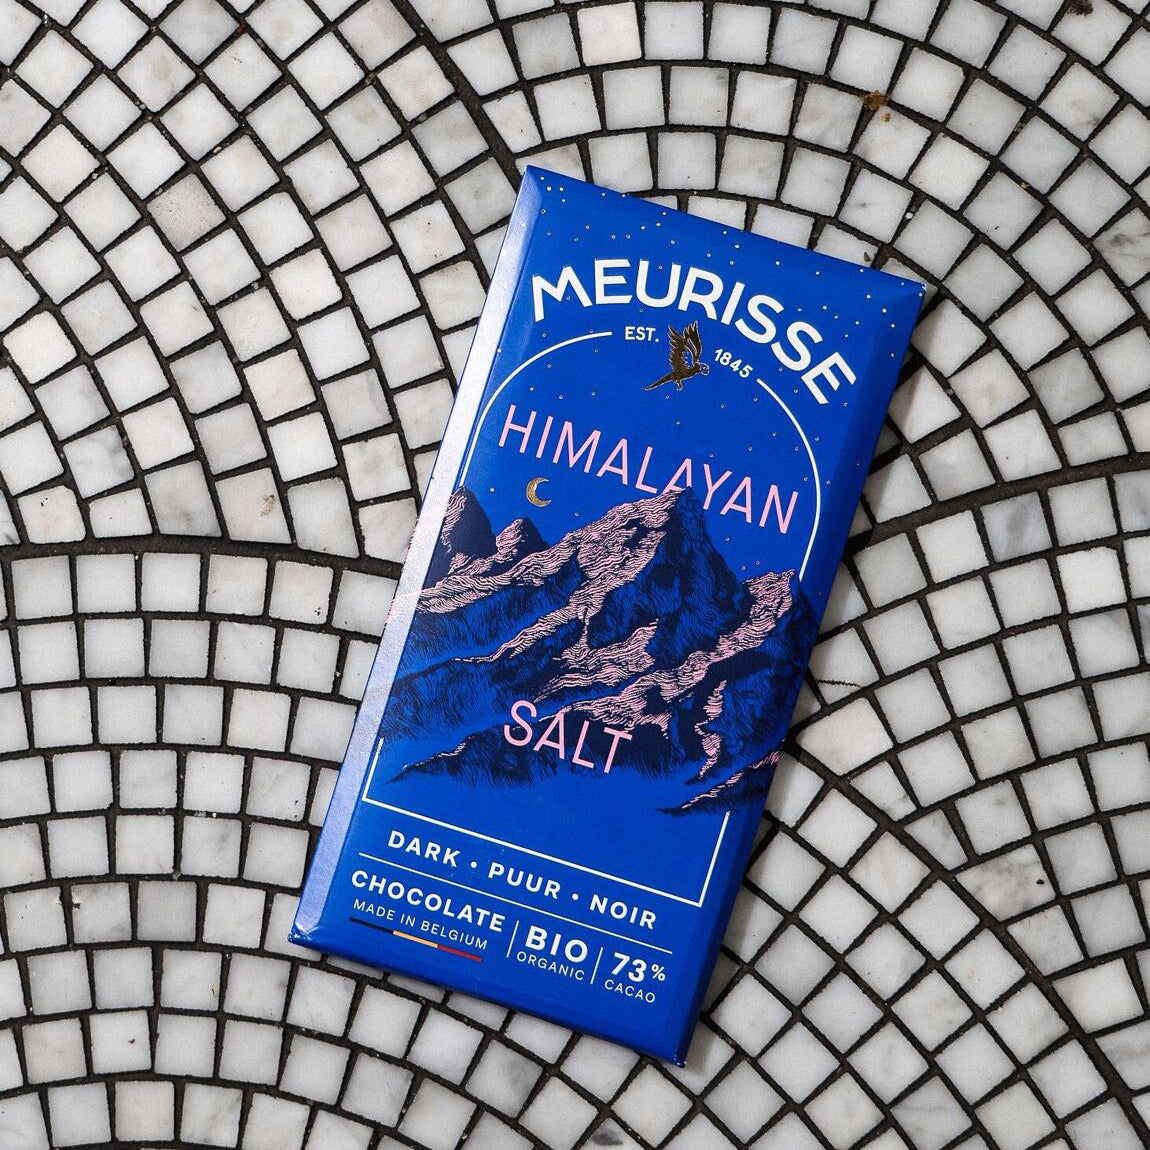 MEURISSE
EST. 1845
HIMALAYAN
SALT
DARK • PUUR • NOIR
CHOCOLATE
MADE IN BELGIUM
BIO
ORGANIC
73%
CACAO